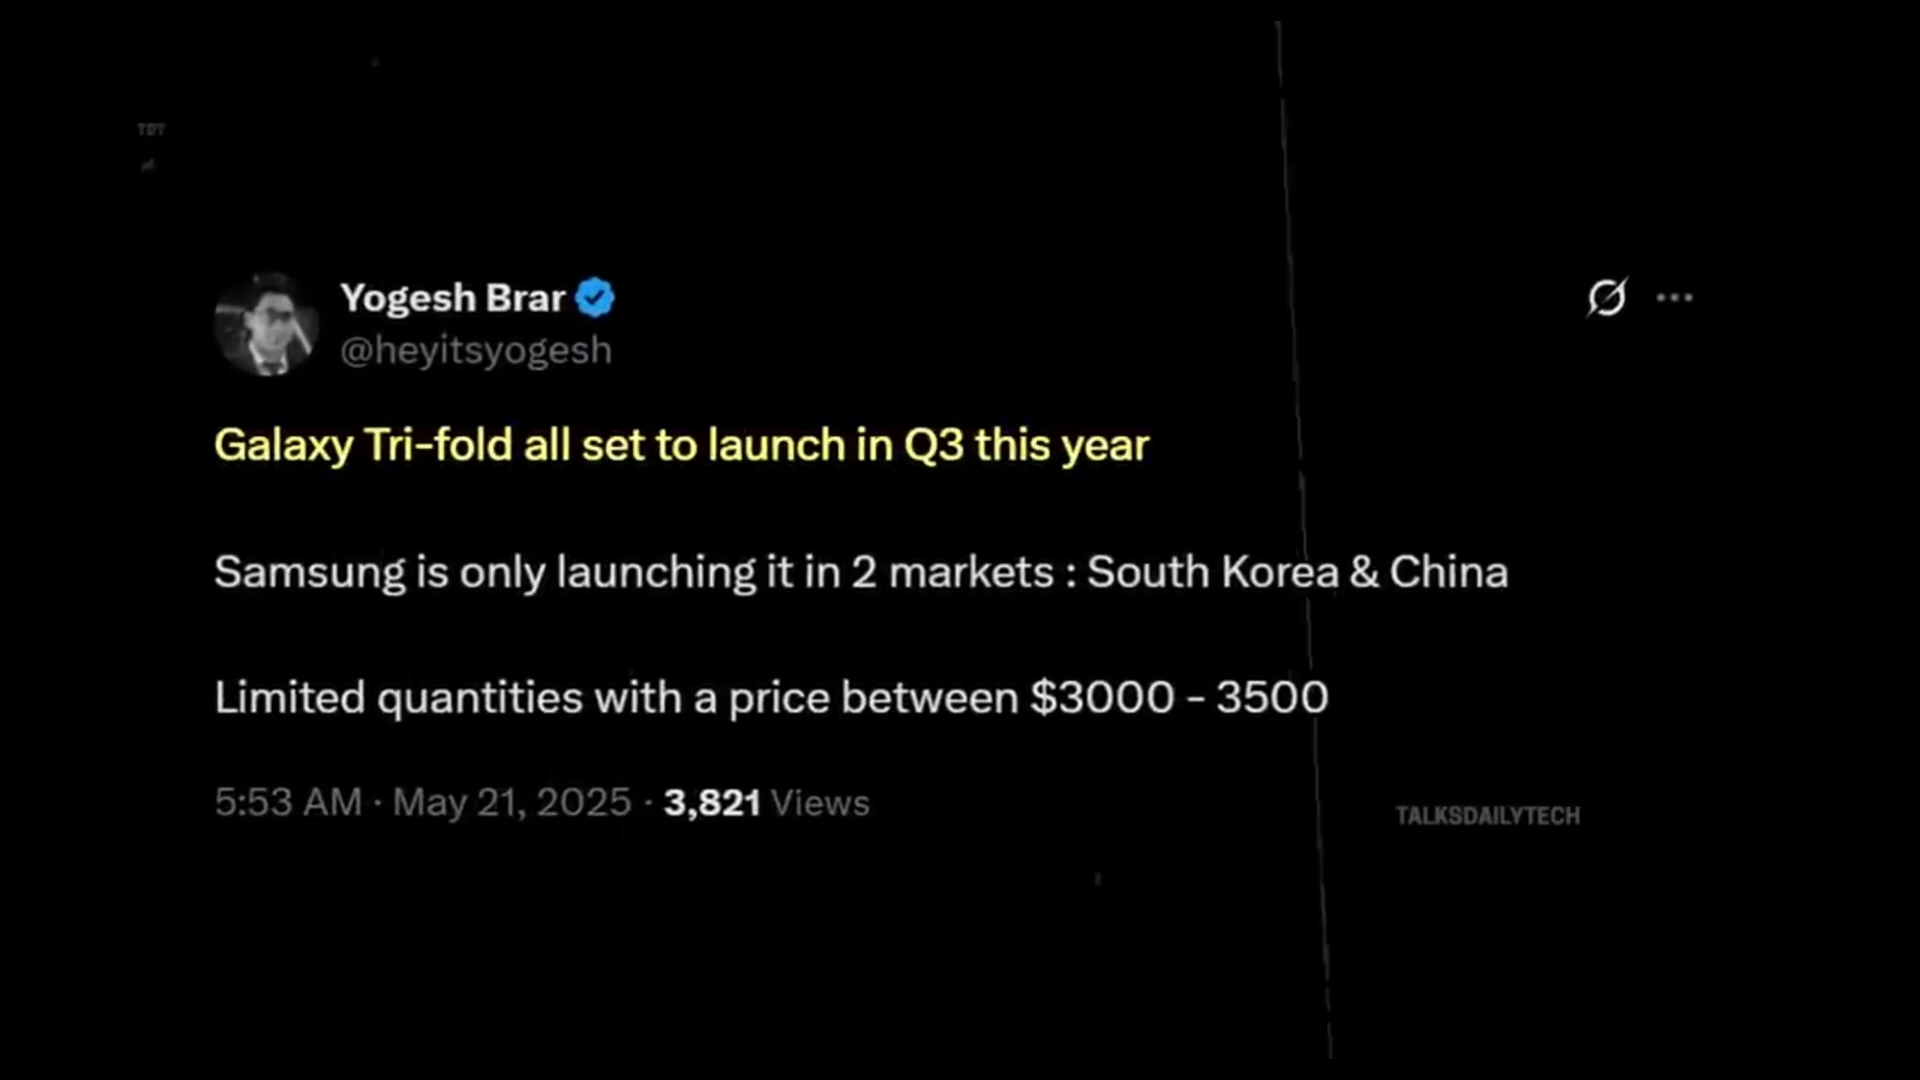 TDT
Yogesh Brar
@heyitsyogesh
Galaxy Tri-fold all set to launch in Q3 this year
Samsung is only launching it in 2 markets : South Korea & China
Limited quantities with a price between $3000 - 3500
5:53 AM · May 21, 2025 · 3,821 Views
TALKSDAILYTECH